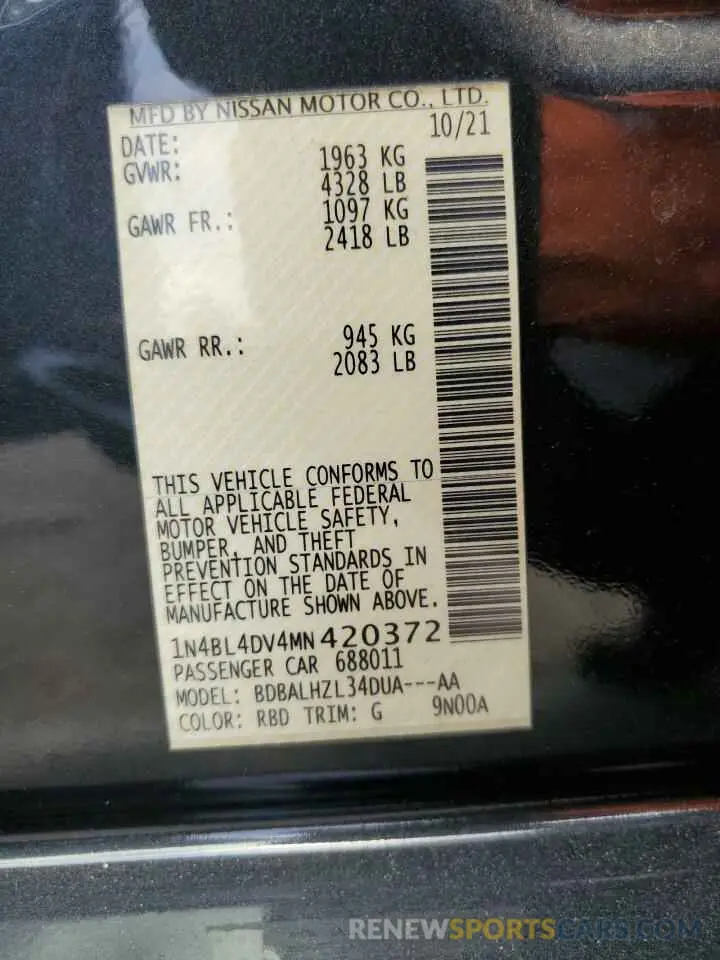 MFD BY NISSAN MOTOR CO., LTD.
DATE: 10/21
GVWR: 1963 KG
4328 LB
GAWR FR.: 1097 KG
2418 LB
GAWR RR.: 945 KG
2083 LB
THIS VEHICLE CONFORMS TO
ALL APPLICABLE FEDERAL
MOTOR VEHICLE SAFETY,
BUMPER, AND THEFT
PREVENTION STANDARDS IN
EFFECT ON THE DATE OF
MANUFACTURE SHOWN ABOVE.
1N4BL4DV4MN420372
PASSENGER CAR 688011
MODEL: BDBALHZL34DUA---AA
COLOR: RBD TRIM: G 9N00A
RENEWSPORTSCARS.COM